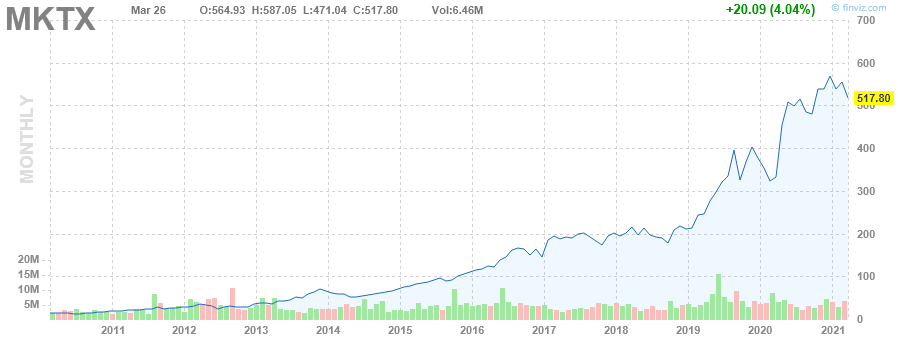 MKTX Mar 26 O:564.93 H:587.05 L:471.04 C:517.80 Vol:6.46M +20.09 (4.04%) © finviz.com
MONTHLY
700
600
517.80
500
400
300
200
100
0
20M
15M
10M
5M
2011 2012 2013 2014 2015 2016 2017 2018 2019 2020 2021